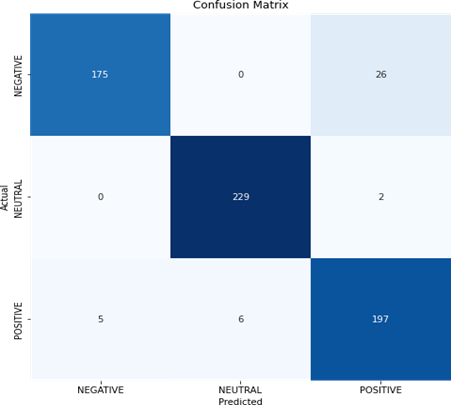 Confusion Matrix
NEGATIVE 175 0 26
Actual
NEUTRAL 0 229 2
POSITIVE 5 6 197
NEGATIVE NEUTRAL POSITIVE
Predicted